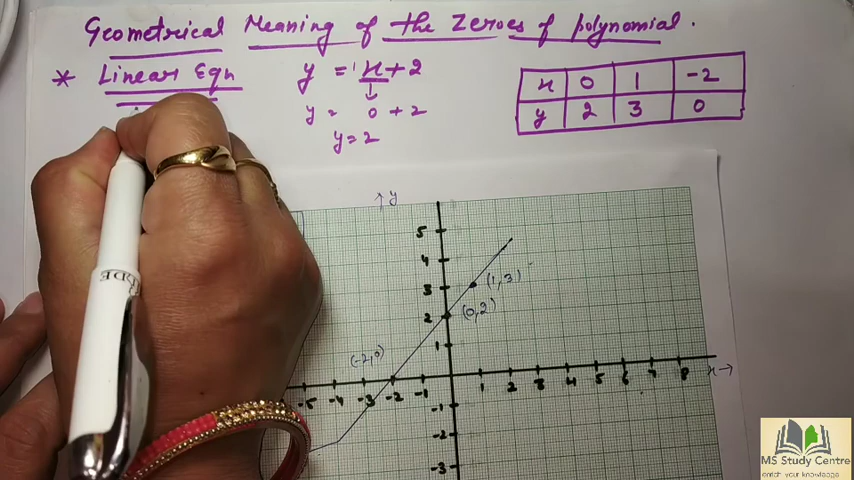 Geometrical Meaning of the Zeroes of polynomial.
* Linear Eqn
y = x + 2
y = 0 + 2
y = 2
x 0 1 -2
y 2 3 0
↑ y
5
4
3
(1,3)
2
(0,2)
1
(-2,0)
-5 -4 -3 -2 -1 1 2 3 4 5 6 7 8 x →
-1
-2
-3
MS Study Centre
enrich your knowledge